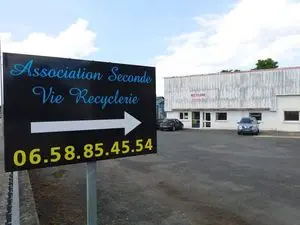 Association Seconde
Vie Recyclerie
06.58.85.45.54